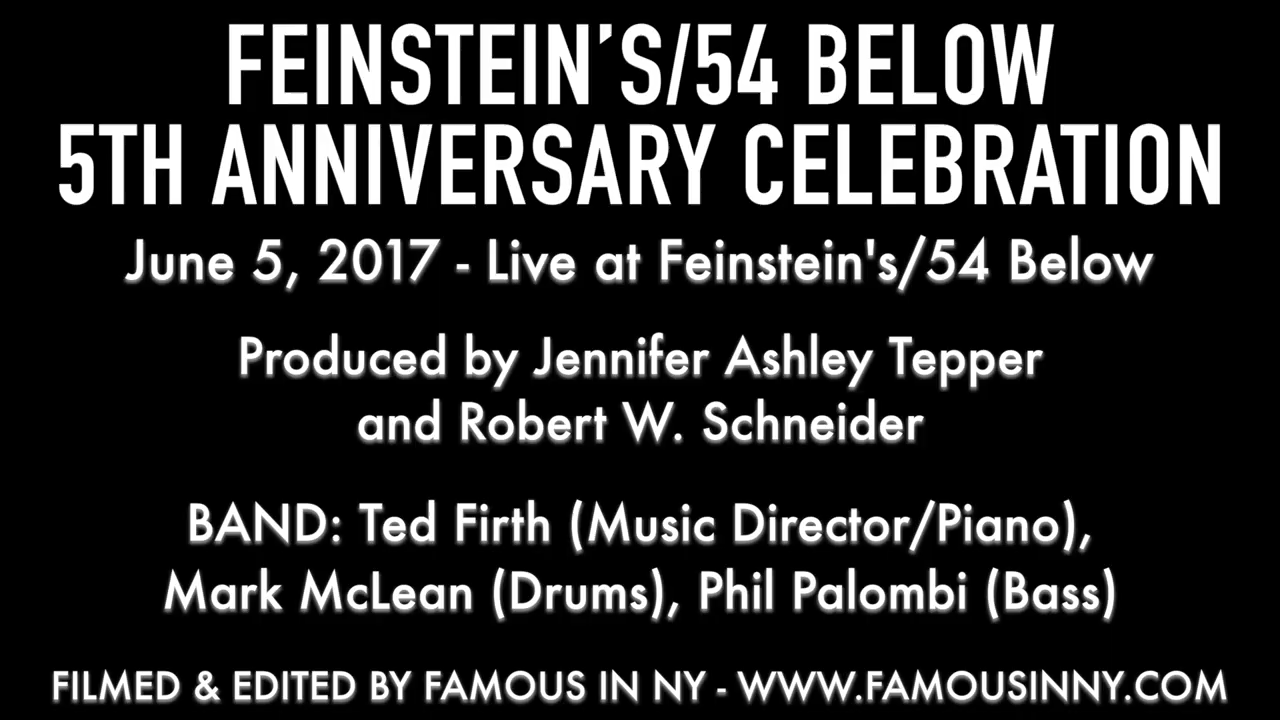 FEINSTEIN’S/54 BELOW
5TH ANNIVERSARY CELEBRATION
June 5, 2017 - Live at Feinstein's/54 Below
Produced by Jennifer Ashley Tepper
and Robert W. Schneider
BAND: Ted Firth (Music Director/Piano),
Mark McLean (Drums), Phil Palombi (Bass)
FILMED & EDITED BY FAMOUS IN NY - WWW.FAMOUSINNY.COM